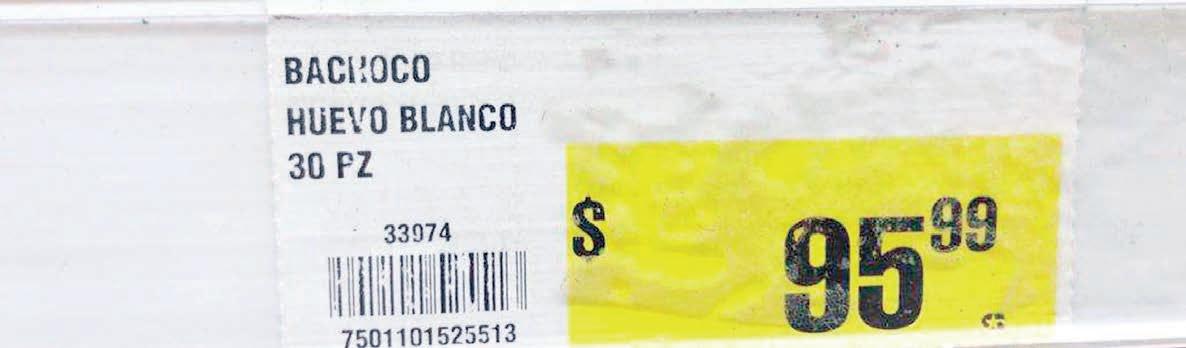 BACHOCO
HUEVO BLANCO
30 PZ
33974
7501101525513
$ 95 99